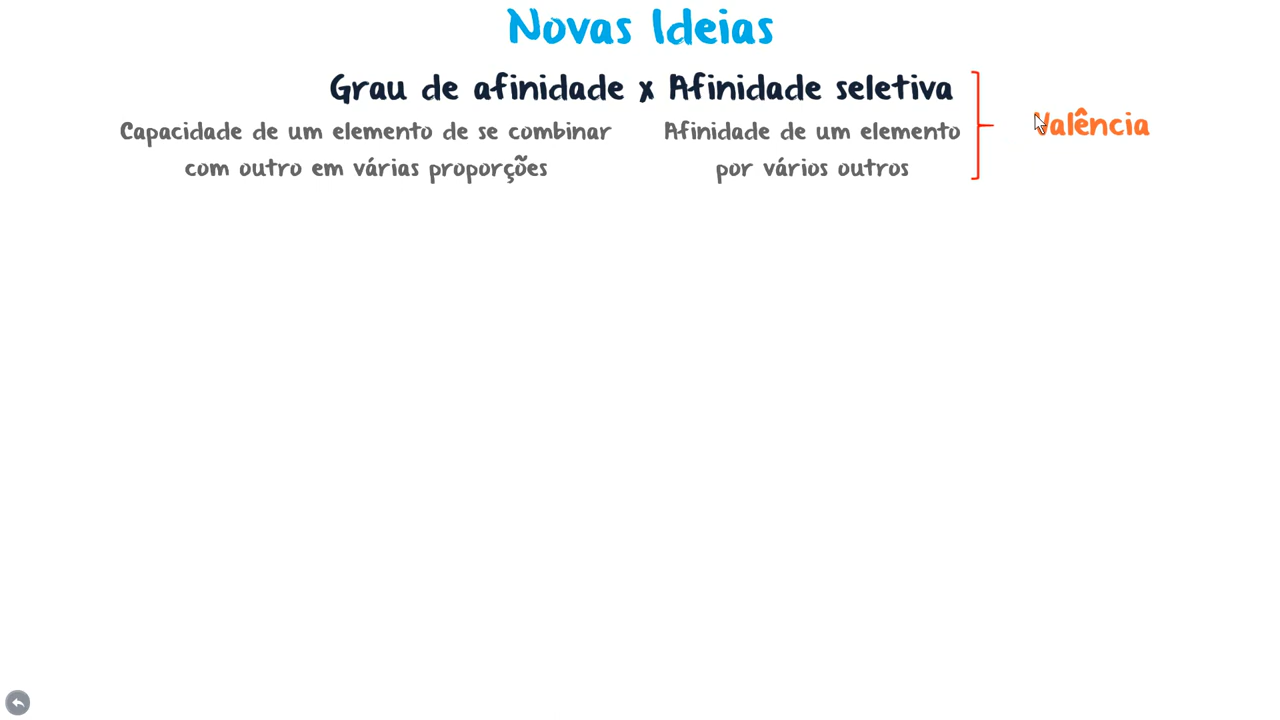 Novas Ideias
Grau de afinidade x Afinidade seletiva
Capacidade de um elemento de se combinar
com outro em várias proporções
Afinidade de um elemento
por vários outros
Valência